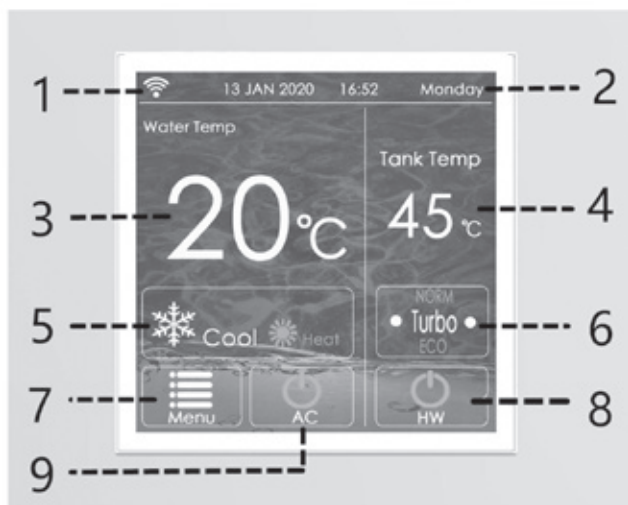 1
13 JAN 2020 16:52 Monday
2
Water Temp
Tank Temp
3
20°C
45°C
4
5
Cool
Heat
NORM
Turbo
ECO
6
7
Menu
AC
HW
8
9